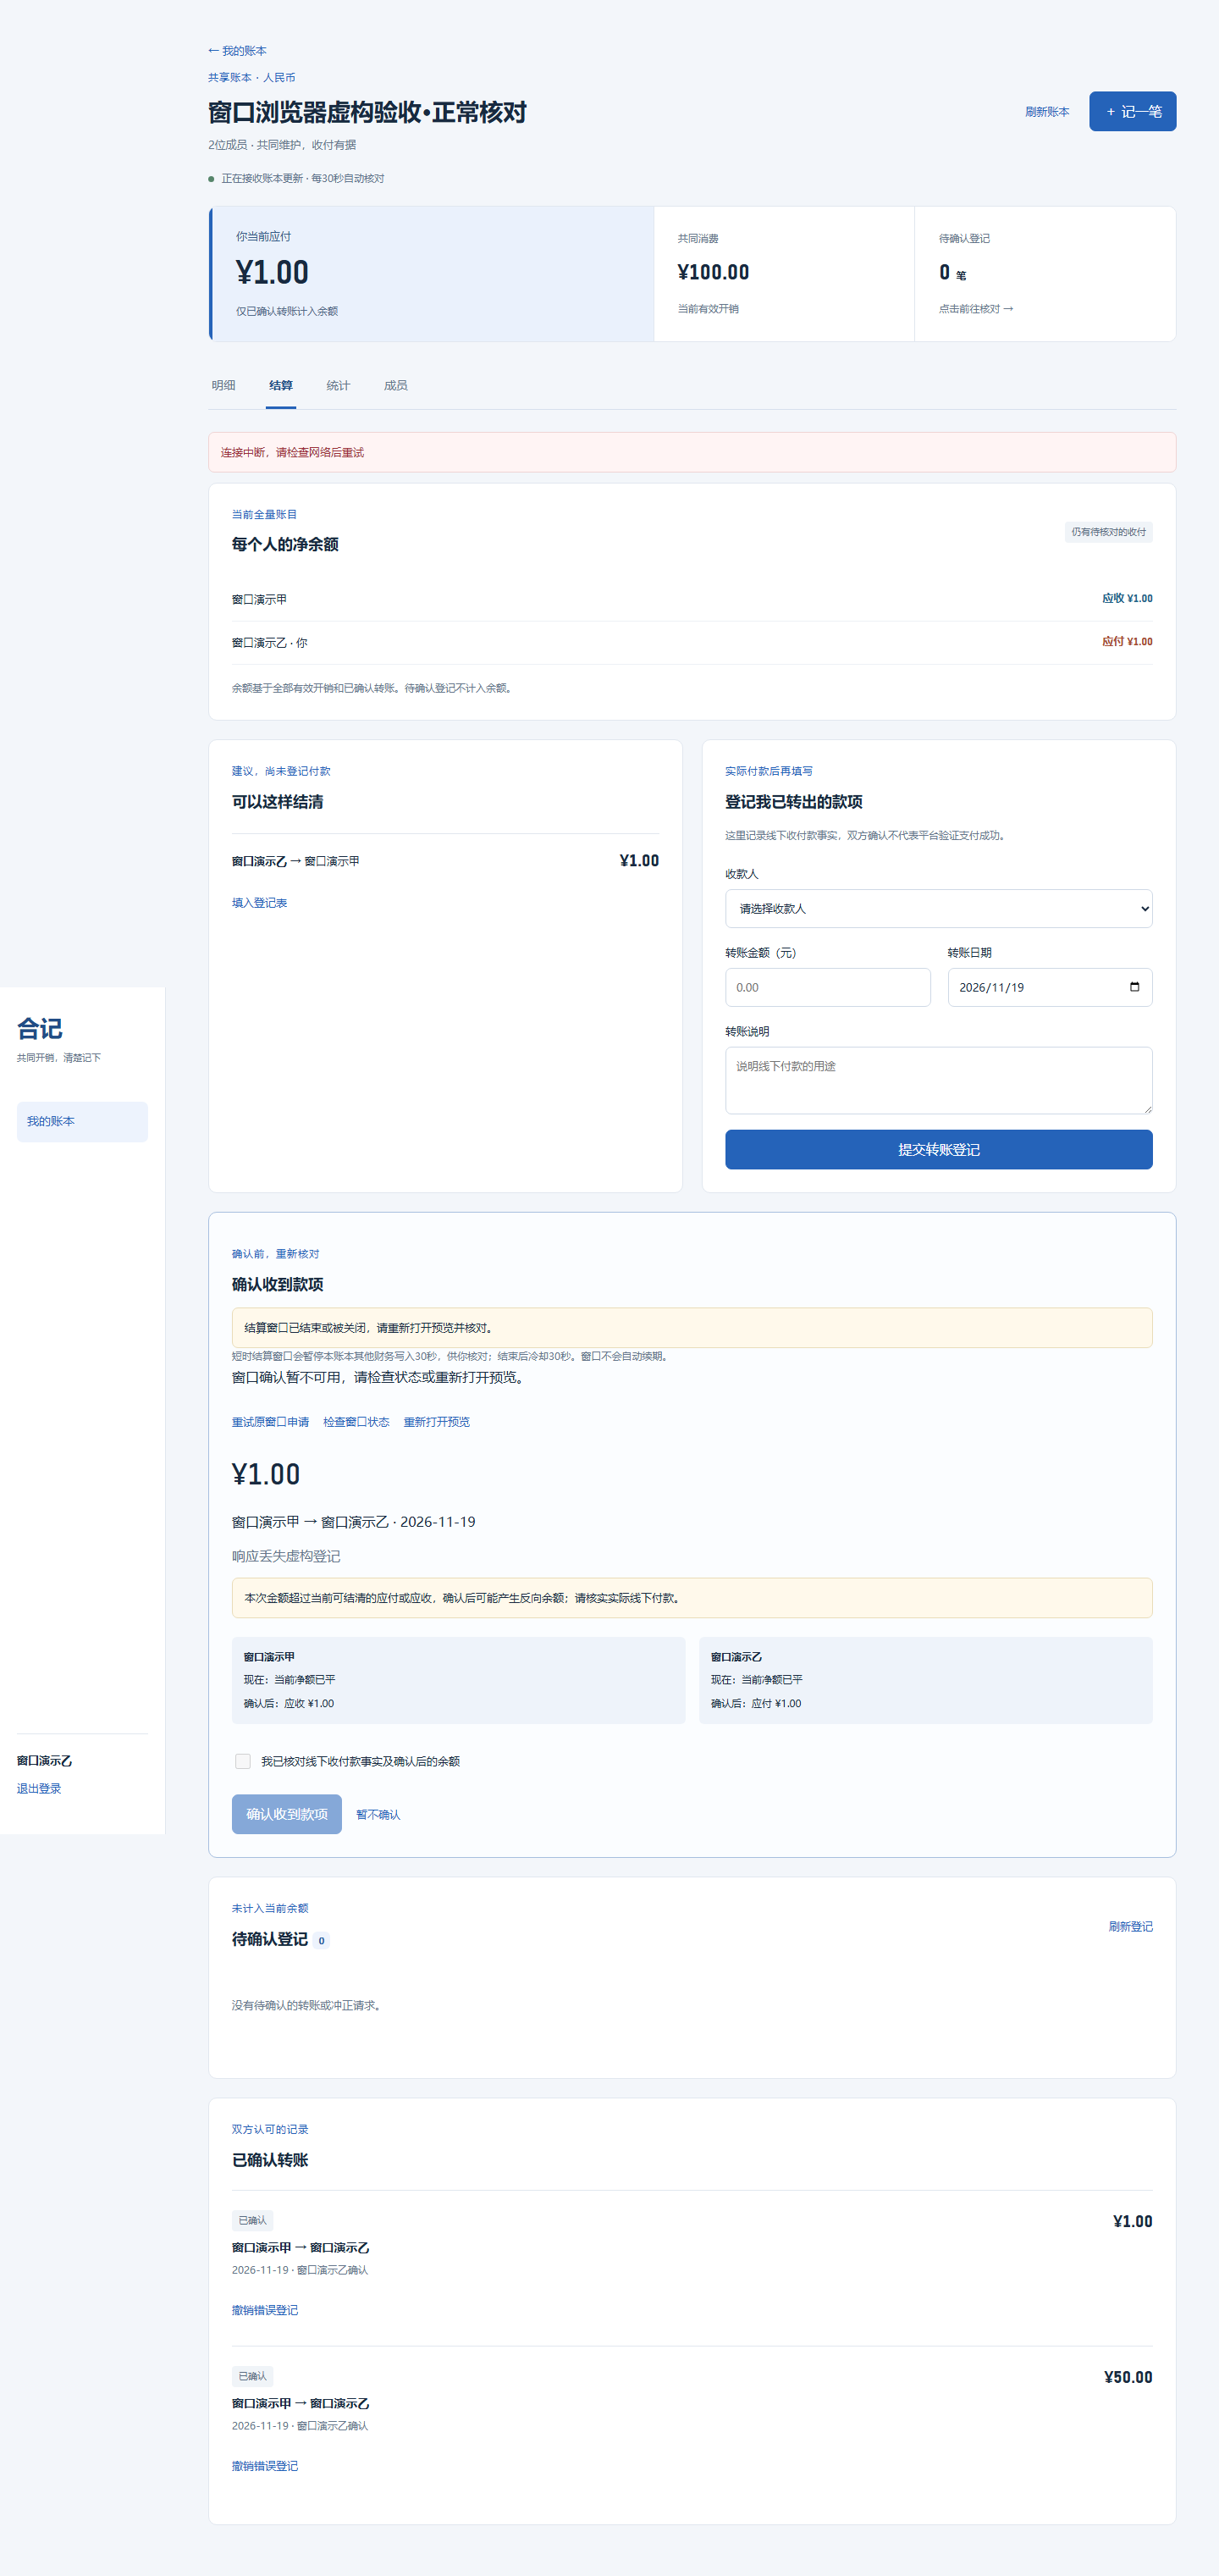 ← 我的账本
共享账本 · 人民币
窗口浏览器虚构验收·正常核对
刷新账本
+ 记一笔
2位成员 · 共同维护，收付有据
正在接收账本更新 · 每30秒自动核对
你当前应付
¥1.00
仅已确认转账计入余额
共同消费
¥100.00
当前有效开销
待确认登记
0 笔
点击前往核对 →
明细
结算
统计
成员
连接中断，请检查网络后重试
当前全量账目
每个人的净余额
仍有待核对的收付
窗口演示甲
应收 ¥1.00
窗口演示乙 · 你
应付 ¥1.00
余额基于全部有效开销和已确认转账。待确认登记不计入余额。
建议，尚未登记付款
可以这样结清
窗口演示乙 → 窗口演示甲
¥1.00
填入登记表
实际付款后再填写
登记我已转出的款项
这里记录线下收付款事实，双方确认不代表平台验证支付成功。
收款人
请选择收款人
转账金额（元）
转账日期
0.00
2026/11/19
转账说明
说明线下付款的用途
提交转账登记
合记
共同开销，清楚记下
我的账本
窗口演示乙
退出登录
确认前，重新核对
确认收到款项
结算窗口已结束或被关闭，请重新打开预览并核对。
短时结算窗口会暂停本账本其他财务写入30秒，供你核对；结束后冷却30秒。窗口不会自动续期。
窗口确认暂不可用，请检查状态或重新打开预览。
重试原窗口申请
检查窗口状态
重新打开预览
¥1.00
窗口演示甲 → 窗口演示乙 · 2026-11-19
响应丢失虚构登记
本次金额超过当前可结清的应付或应收，确认后可能产生反向余额；请核实实际线下付款。
窗口演示甲
现在：当前净额已平
确认后：应收 ¥1.00
窗口演示乙
现在：当前净额已平
确认后：应付 ¥1.00
我已核对线下收付款事实及确认后的余额
确认收到款项
暂不确认
未计入当前余额
待确认登记 0
刷新登记
没有待确认的转账或冲正请求。
双方认可的记录
已确认转账
已确认
¥1.00
窗口演示甲 → 窗口演示乙
2026-11-19 · 窗口演示乙确认
撤销错误登记
已确认
¥50.00
窗口演示甲 → 窗口演示乙
2026-11-19 · 窗口演示乙确认
撤销错误登记